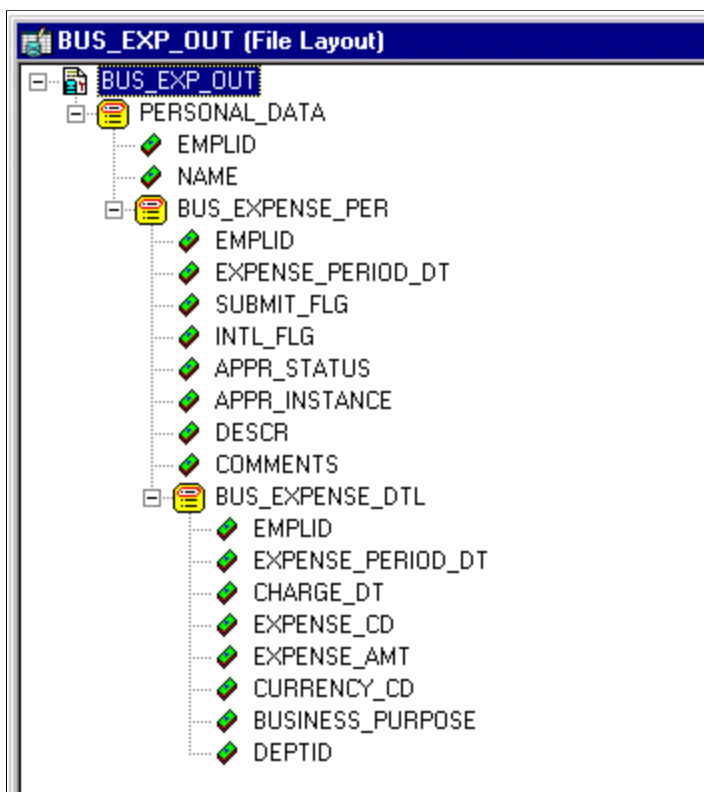 BUS_EXP_OUT (File Layout)
BUS_EXP_OUT
PERSONAL_DATA
EMPLID
NAME
BUS_EXPENSE_PER
EMPLID
EXPENSE_PERIOD_DT
SUBMIT_FLG
INTL_FLG
APPR_STATUS
APPR_INSTANCE
DESCR
COMMENTS
BUS_EXPENSE_DTL
EMPLID
EXPENSE_PERIOD_DT
CHARGE_DT
EXPENSE_CD
EXPENSE_AMT
CURRENCY_CD
BUSINESS_PURPOSE
DEPTID